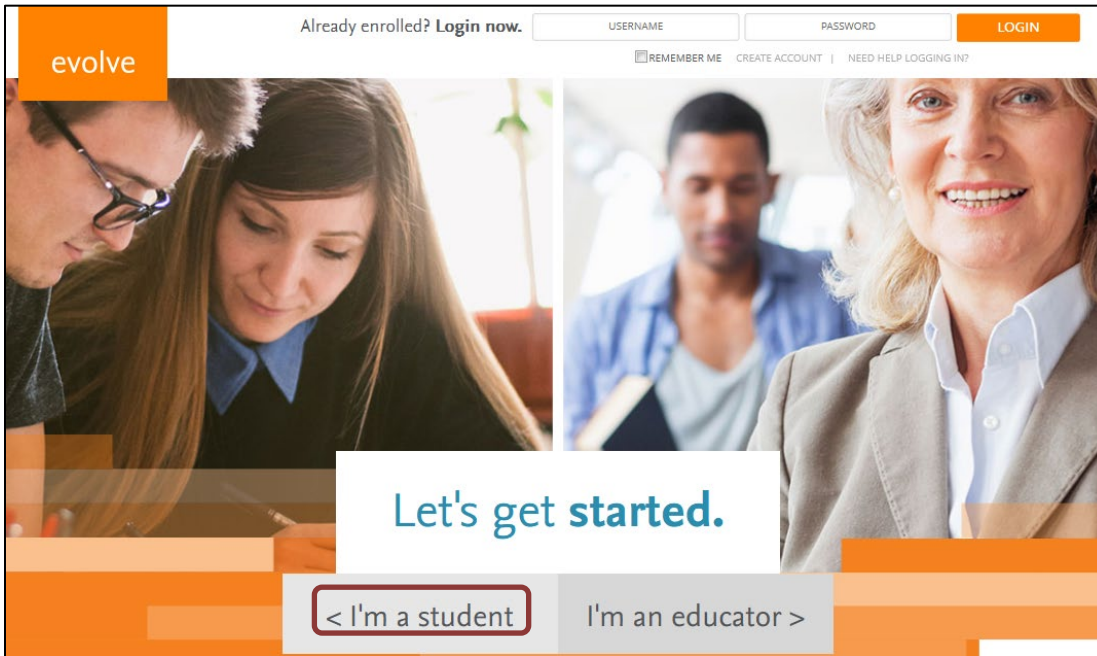 Already enrolled? Login now. USERNAME PASSWORD LOGIN
evolve
REMEMBER ME CREATE ACCOUNT | NEED HELP LOGGING IN?
Let's get started.
< I'm a student I'm an educator >